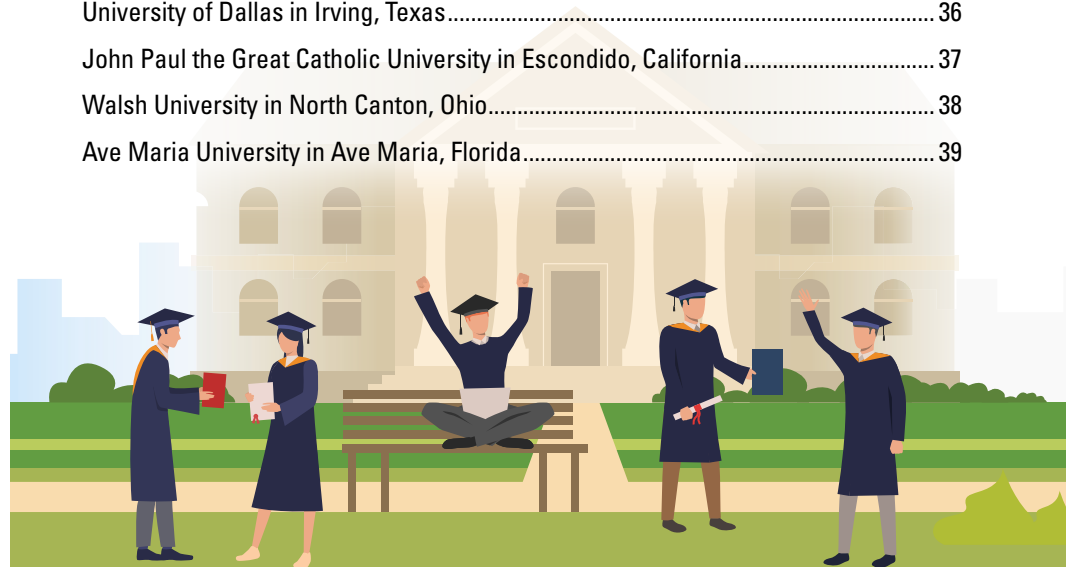 University of Dallas in Irving, Texas.......................................................................................... 36
John Paul the Great Catholic University in Escondido, California................................... 37
Walsh University in North Canton, Ohio.................................................................................. 38
Ave Maria University in Ave Maria, Florida............................................................................ 39